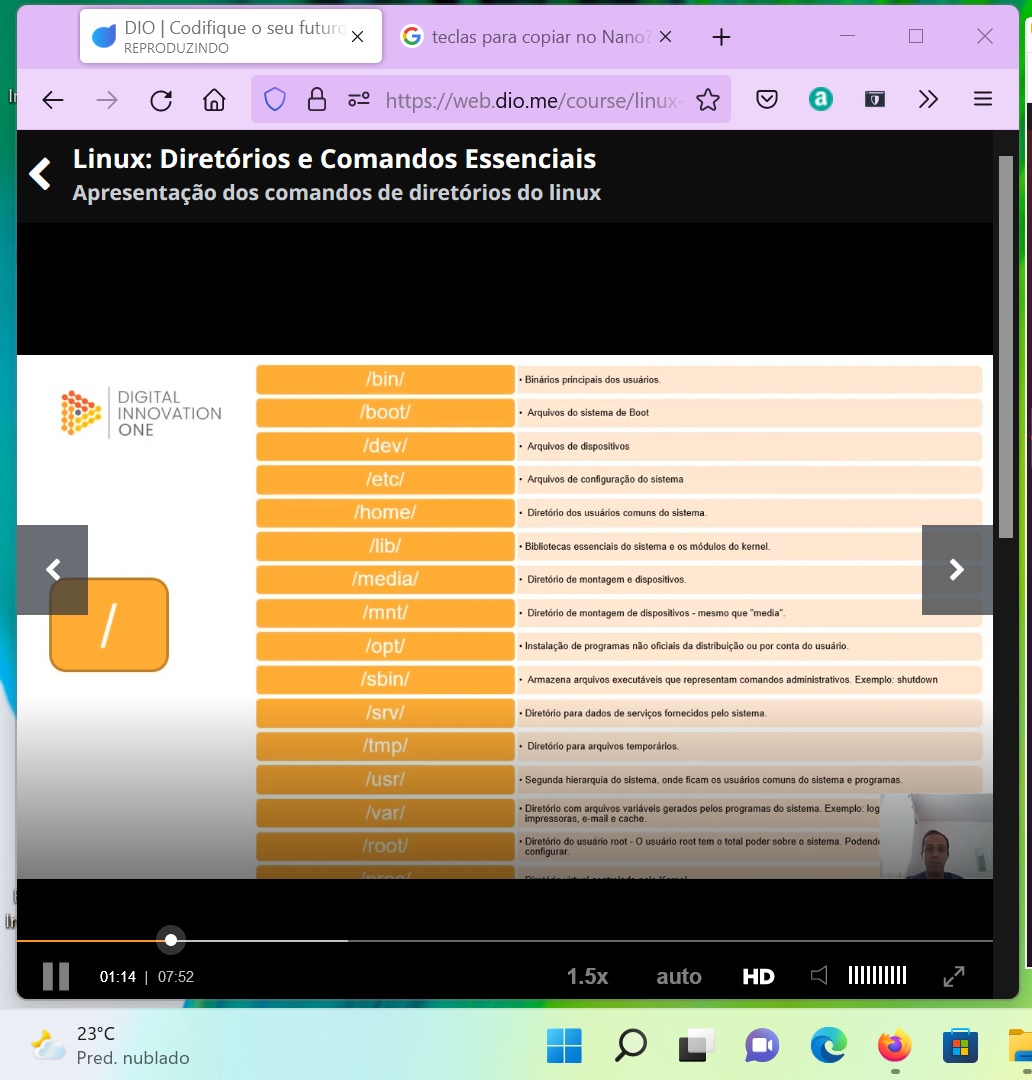 DIO | Codifique o seu futuro
REPRODUZINDO
teclas para copiar no Nano?
https://web.dio.me/course/linux-
Linux: Diretórios e Comandos Essenciais
Apresentação dos comandos de diretórios do linux
DIGITAL
INNOVATION
ONE
/
/bin/ • Binários principais dos usuários.
/boot/ • Arquivos do sistema de Boot
/dev/ • Arquivos de dispositivos
/etc/ • Arquivos de configuração do sistema
/home/ • Diretório dos usuários comuns do sistema.
/lib/ • Bibliotecas essenciais do sistema e os módulos do kernel.
/media/ • Diretório de montagem e dispositivos.
/mnt/ • Diretório de montagem de dispositivos - mesmo que "media".
/opt/ • Instalação de programas não oficiais da distribuição ou por conta do usuário.
/sbin/ • Armazena arquivos executáveis que representam comandos administrativos. Exemplo: shutdown
/srv/ • Diretório para dados de serviços fornecidos pelo sistema.
/tmp/ • Diretório para arquivos temporários.
/usr/ • Segunda hierarquia do sistema, onde ficam os usuários comuns do sistema e programas.
/var/ • Diretório com arquivos variáveis gerados pelos programas do sistema. Exemplo: log
impressoras, e-mail e cache.
/root/ • Diretório do usuário root - O usuário root tem o total poder sobre o sistema. Podend
configurar.
01:14 | 07:52
1.5x
auto
HD
23°C
Pred. nublado